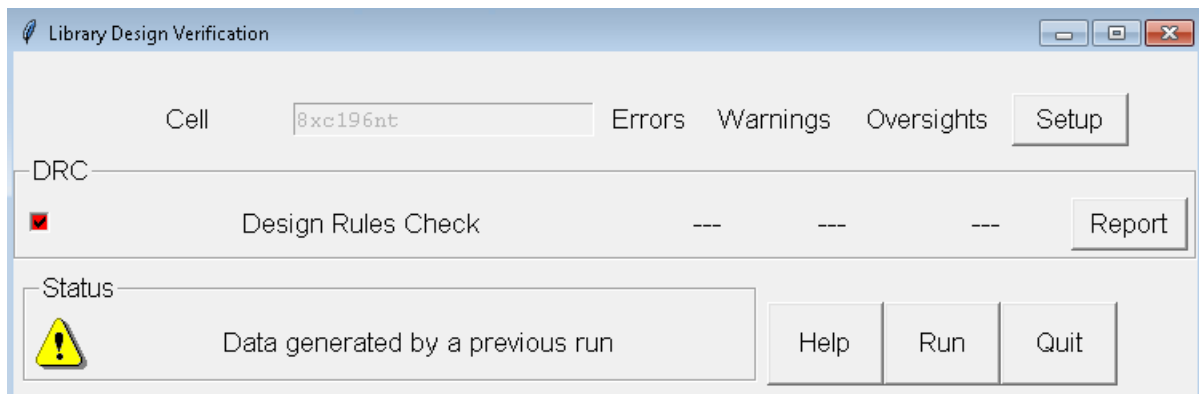 Library Design Verification
Cell 8xc196nt Errors Warnings Oversights Setup
DRC
Design Rules Check --- --- --- Report
Status
Data generated by a previous run Help Run Quit